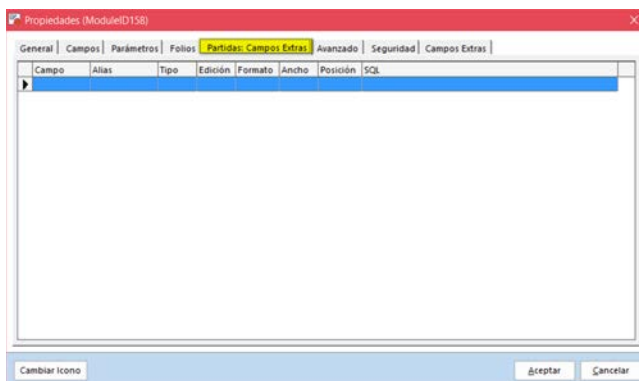 Propiedades (ModuleID158)
General Campos Parámetros Folios Partidas: Campos Extras Avanzado Seguridad Campos Extras
Campo Alias Tipo Edición Formato Ancho Posición SQL
Cambiar Icono Aceptar Cancelar